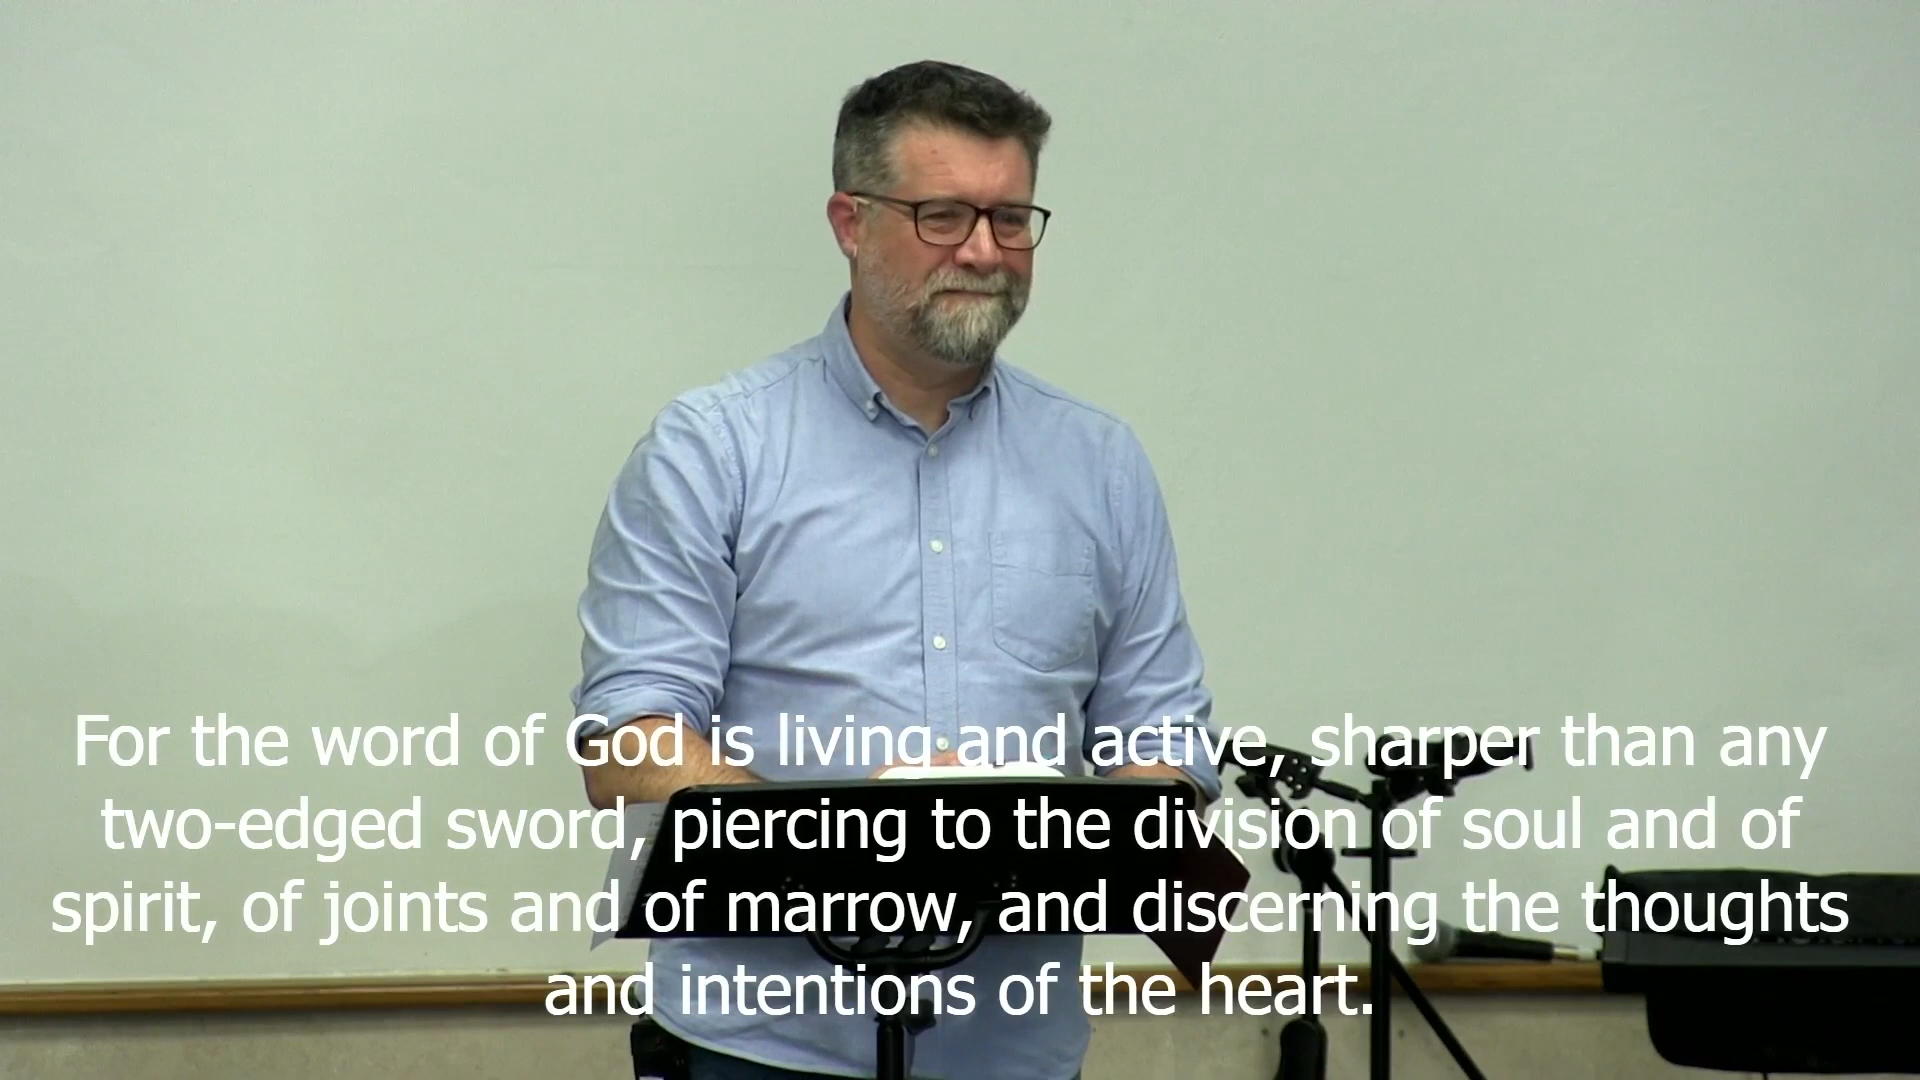 For the word of God is living and active, sharper than any
two-edged sword, piercing to the division of soul and of
spirit, of joints and of marrow, and discerning the thoughts
and intentions of the heart.